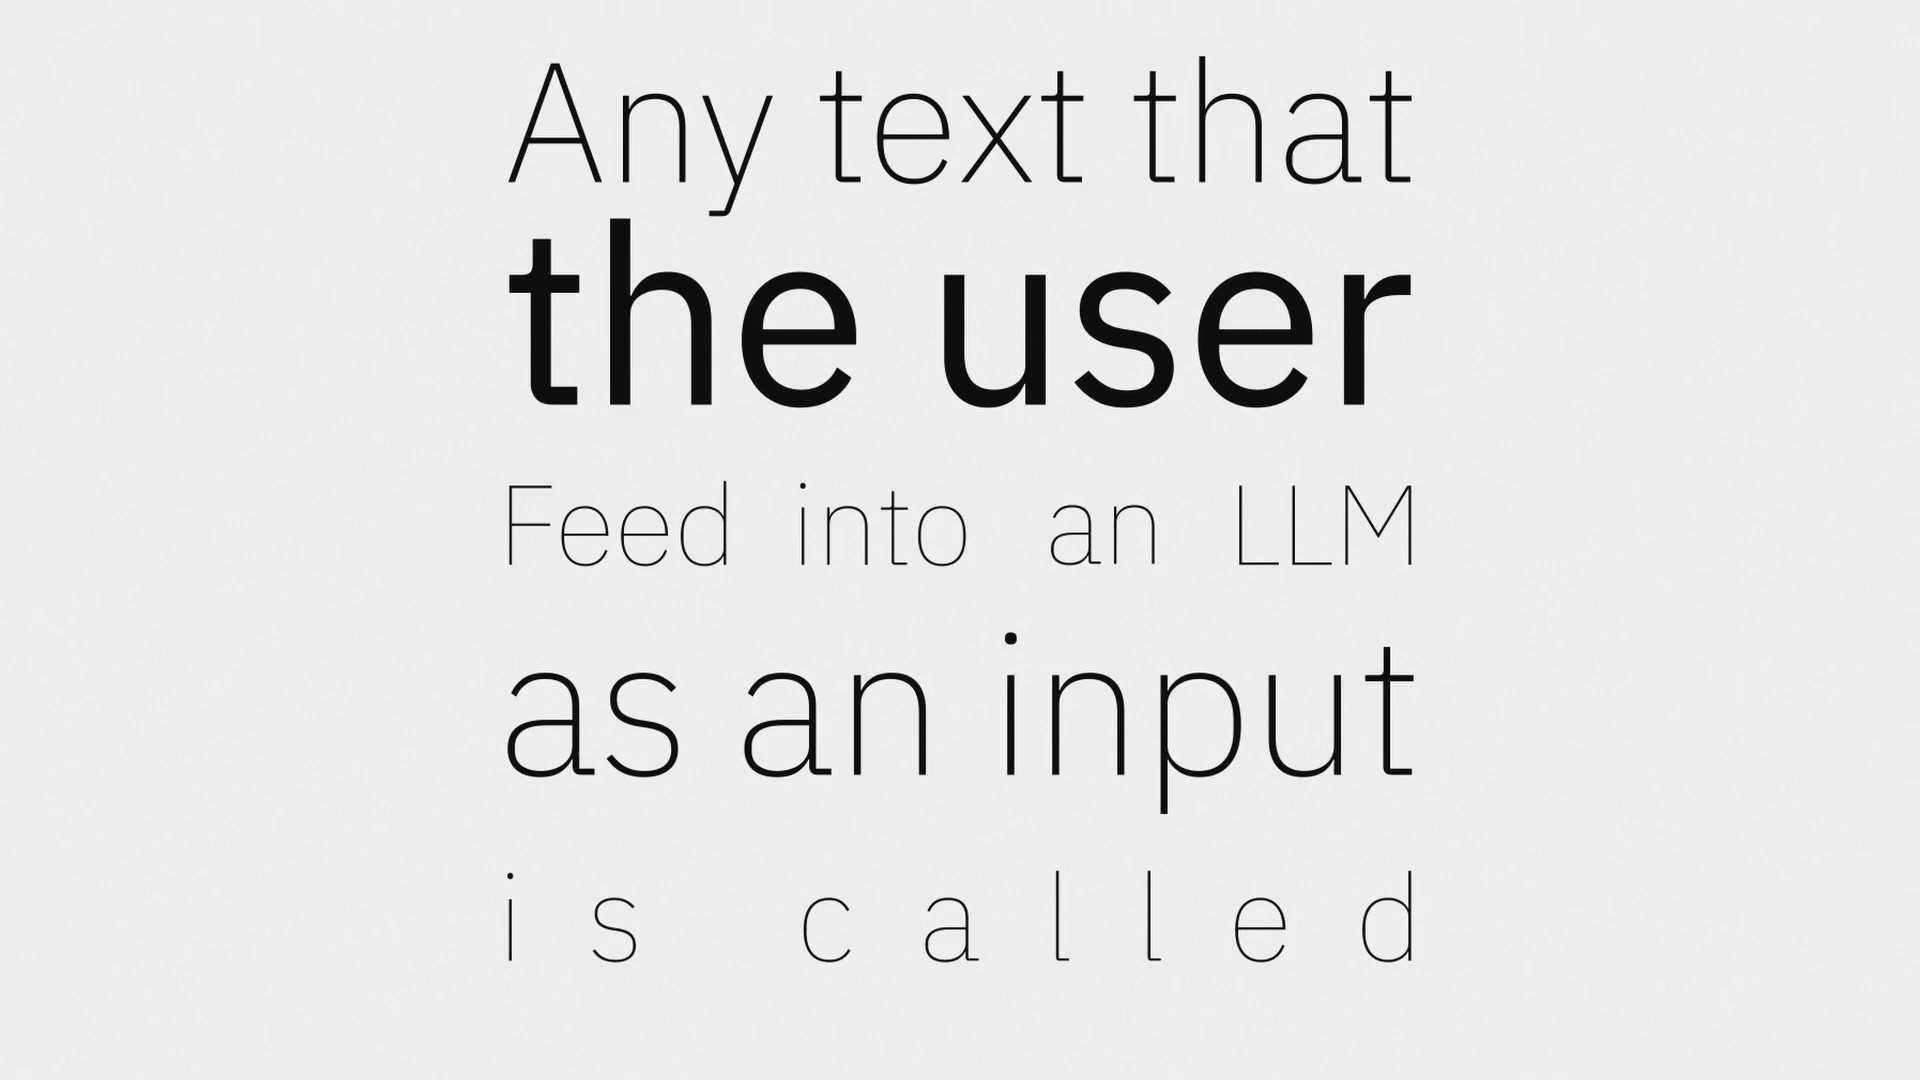 Any text that
the user
Feed into an LLM
as an input
is called